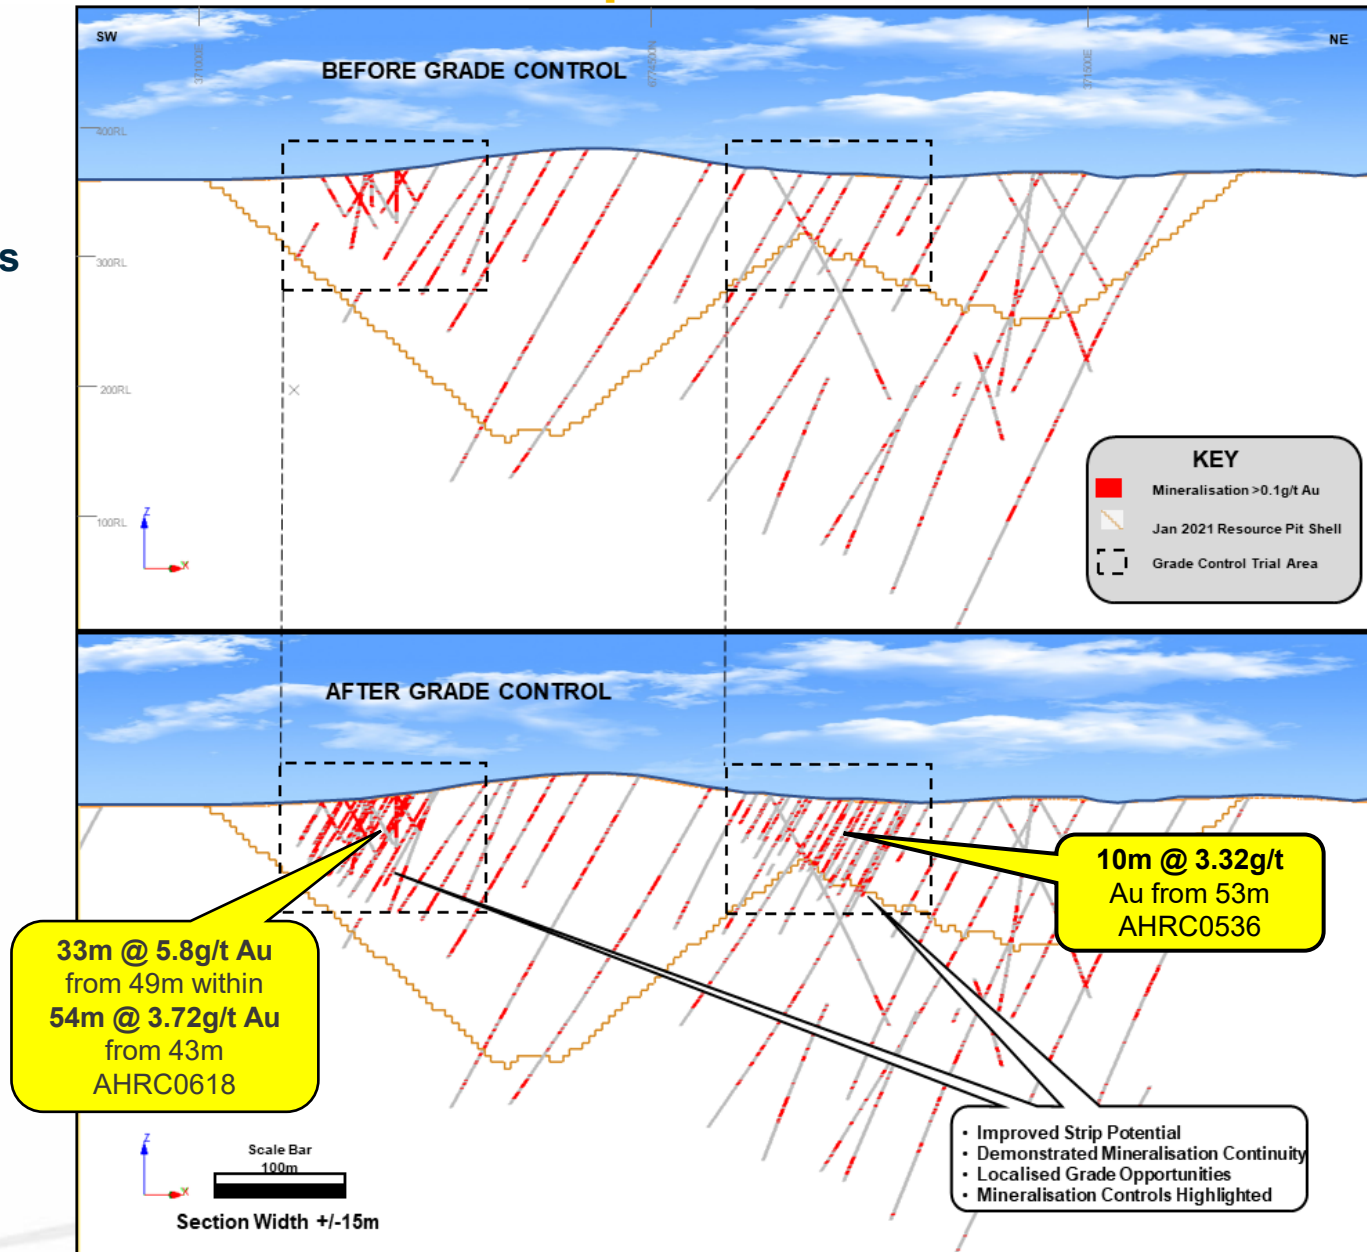 s
SW
NE
BEFORE GRADE CONTROL
400RL
300RL
200RL
100RL
Z
X
KEY
Mineralisation >0.1g/t Au
Jan 2021 Resource Pit Shell
Grade Control Trial Area
AFTER GRADE CONTROL
10m @ 3.32g/t
Au from 53m
AHRC0536
33m @ 5.8g/t Au
from 49m within
54m @ 3.72g/t Au
from 43m
AHRC0618
• Improved Strip Potential
• Demonstrated Mineralisation Continuity
• Localised Grade Opportunities
• Mineralisation Controls Highlighted
Z
X
Scale Bar
100m
Section Width +/-15m